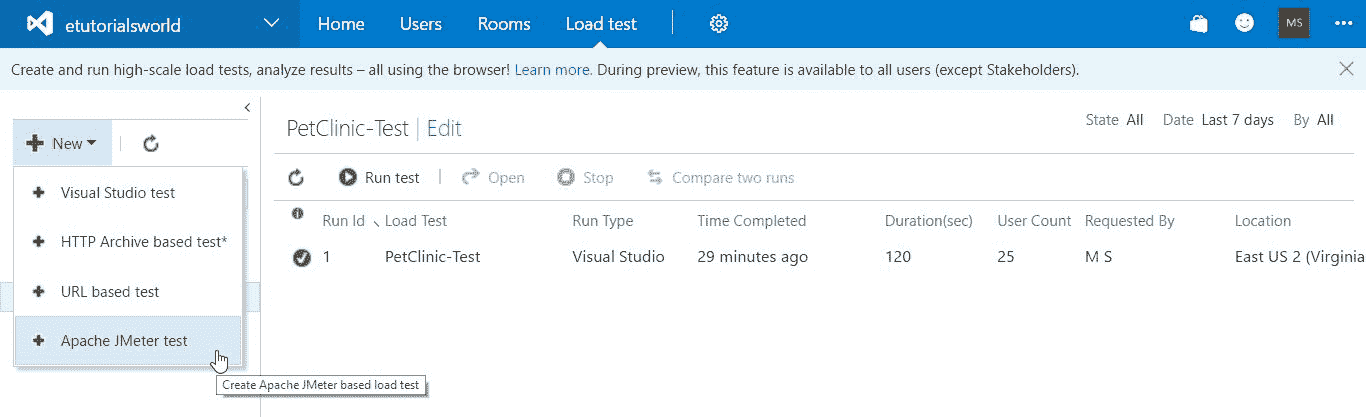 etutorialsworld Home Users Rooms Load test MS
Create and run high-scale load tests, analyze results – all using the browser! Learn more. During preview, this feature is available to all users (except Stakeholders).
New
Visual Studio test
HTTP Archive based test*
URL based test
Apache JMeter test
Create Apache JMeter based load test
PetClinic-Test | Edit
State All Date Last 7 days By All
Run test Open Stop Compare two runs
Run Id Load Test Run Type Time Completed Duration(sec) User Count Requested By Location
1 PetClinic-Test Visual Studio 29 minutes ago 120 25 M S East US 2 (Virginia